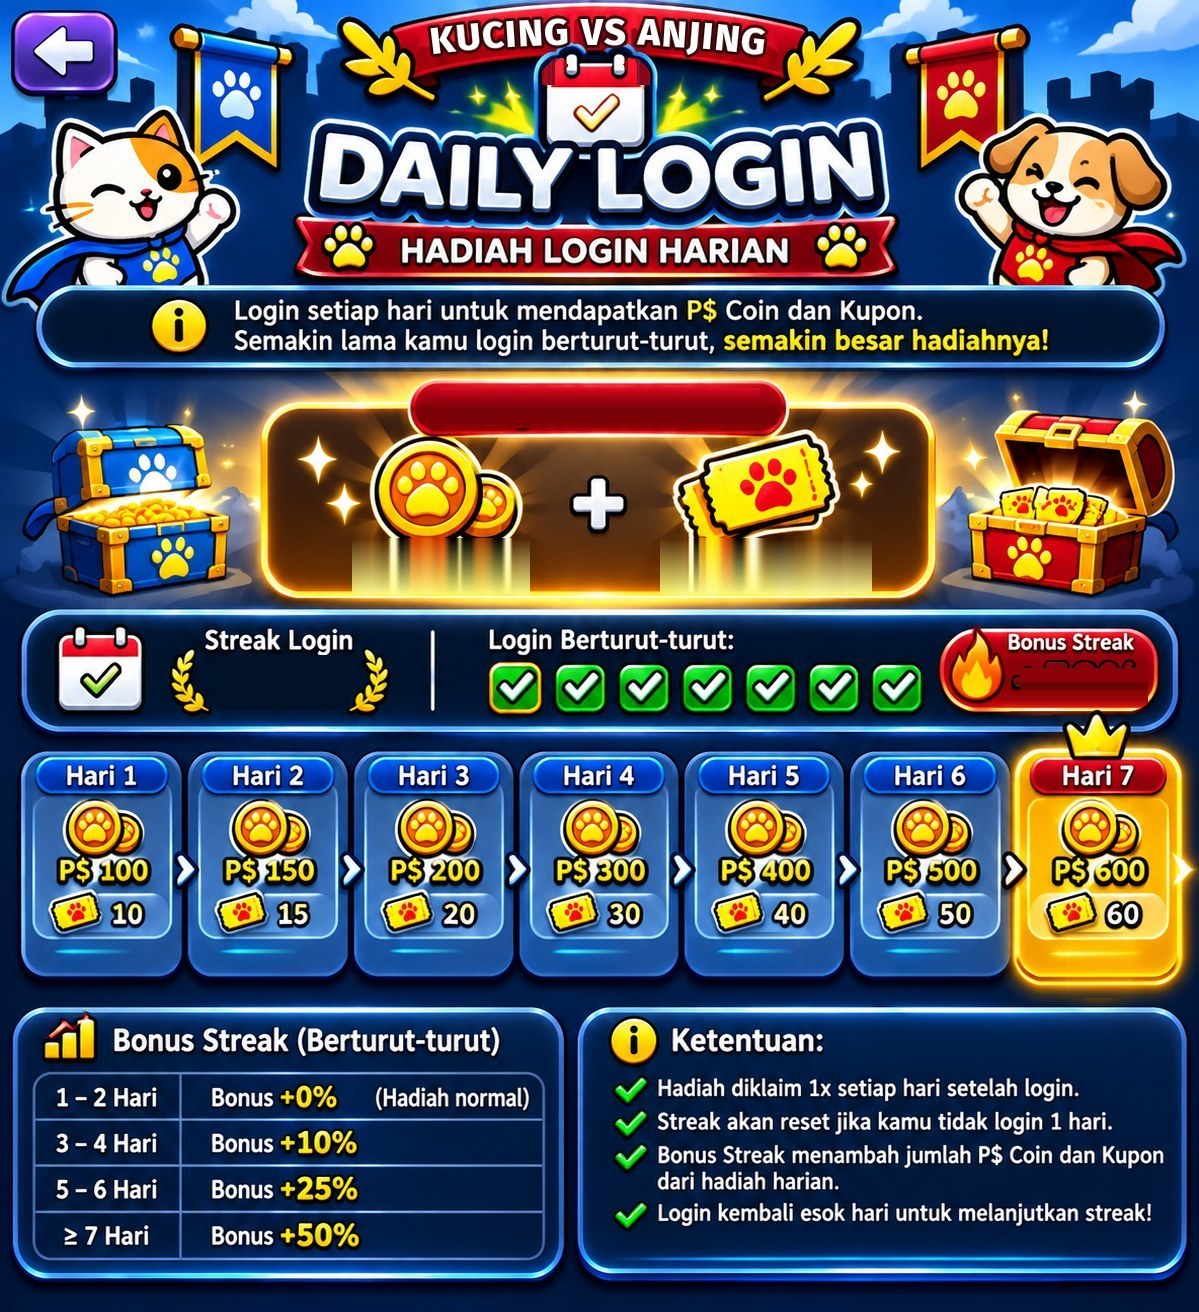 KUCING VS ANJING
DAILY LOGIN
HADIAH LOGIN HARIAN
Login setiap hari untuk mendapatkan P$ Coin dan Kupon.
Semakin lama kamu login berturut-turut, semakin besar hadiahnya!
Streak Login
Login Berturut-turut:
Bonus Streak
Hari 1
P$ 100
10
Hari 2
P$ 150
15
Hari 3
P$ 200
20
Hari 4
P$ 300
30
Hari 5
P$ 400
40
Hari 6
P$ 500
50
Hari 7
P$ 600
60
Bonus Streak (Berturut-turut)
1 – 2 Hari Bonus +0% (Hadiah normal)
3 – 4 Hari Bonus +10%
5 – 6 Hari Bonus +25%
≥ 7 Hari Bonus +50%
Ketentuan:
Hadiah diklaim 1x setiap hari setelah login.
Streak akan reset jika kamu tidak login 1 hari.
Bonus Streak menambah jumlah P$ Coin dan Kupon
dari hadiah harian.
Login kembali esok hari untuk melanjutkan streak!